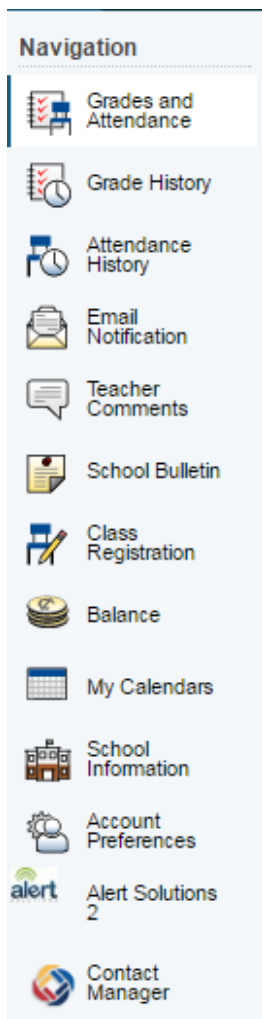 Navigation
Grades and
Attendance
Grade History
Attendance
History
Email
Notification
Teacher
Comments
School Bulletin
Class
Registration
Balance
My Calendars
School
Information
Account
Preferences
alert
Alert Solutions
2
Contact
Manager